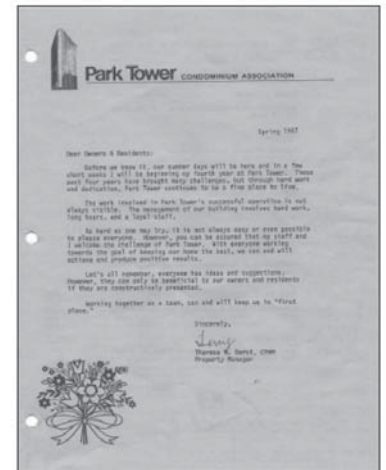 Park Tower CONDOMINIUM ASSOCIATION
Spring 1987
Dear Owners & Residents:
Before we know it, our summer days will be here and in a few
short weeks I will be beginning my fourth year at Park Tower. These
past four years have brought many challenges, but through hard work
and dedication, Park Tower continues to be a fine place to live.
The work involved in Park Tower's successful operation is not
always visible. The management of our building involves hard work,
long hours, and a loyal staff.
As hard as one may try, it is not always easy or even possible
to please everyone. However, you can be assured that my staff and
I welcome the challenge of Park Tower. With everyone working
towards the goal of keeping our home the best, we can and will
achieve and produce positive results.
Let's all remember, everyone has ideas and suggestions.
However, they can only be beneficial to our owners and residents
if they are constructively presented.
Working together as a team, can and will keep us in "first
place."
Sincerely,
Terry
Theresa
Property Manager